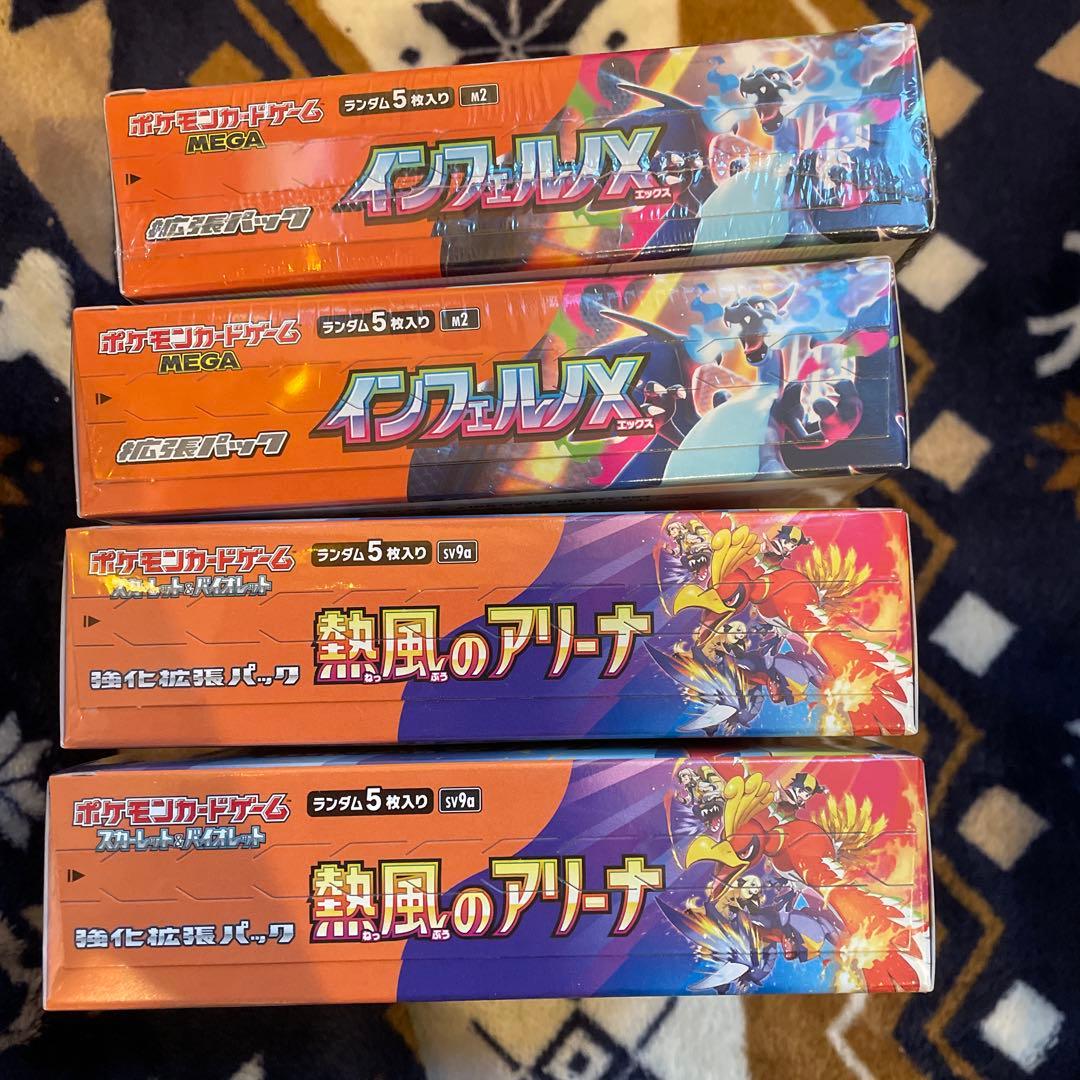 ポケモンカードゲーム
MEGA
ランダム5枚入り M2
インフェルノX
エックス
拡張パック
ポケモンカードゲーム
MEGA
ランダム5枚入り M2
インフェルノX
エックス
拡張パック
ポケモンカードゲーム
スカーレット&バイオレット
ランダム5枚入り SV9a
熱風のアリーナ
ねっ ぷう
強化拡張パック
ポケモンカードゲーム
スカーレット&バイオレット
ランダム5枚入り SV9a
熱風のアリーナ
ねっ ぷう
強化拡張パック